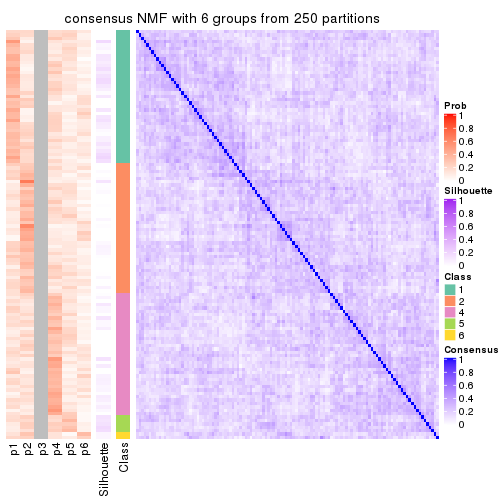 consensus NMF with 6 groups from 250 partitions
Prob
1
0.8
0.6
0.4
0.2
0
Silhouette
1
0.8
0.6
0.4
0.2
0
Class
1
2
4
5
6
Consensus
1
0.8
0.6
0.4
0.2
0
p1
p2
p3
p4
p5
p6
Silhouette
Class